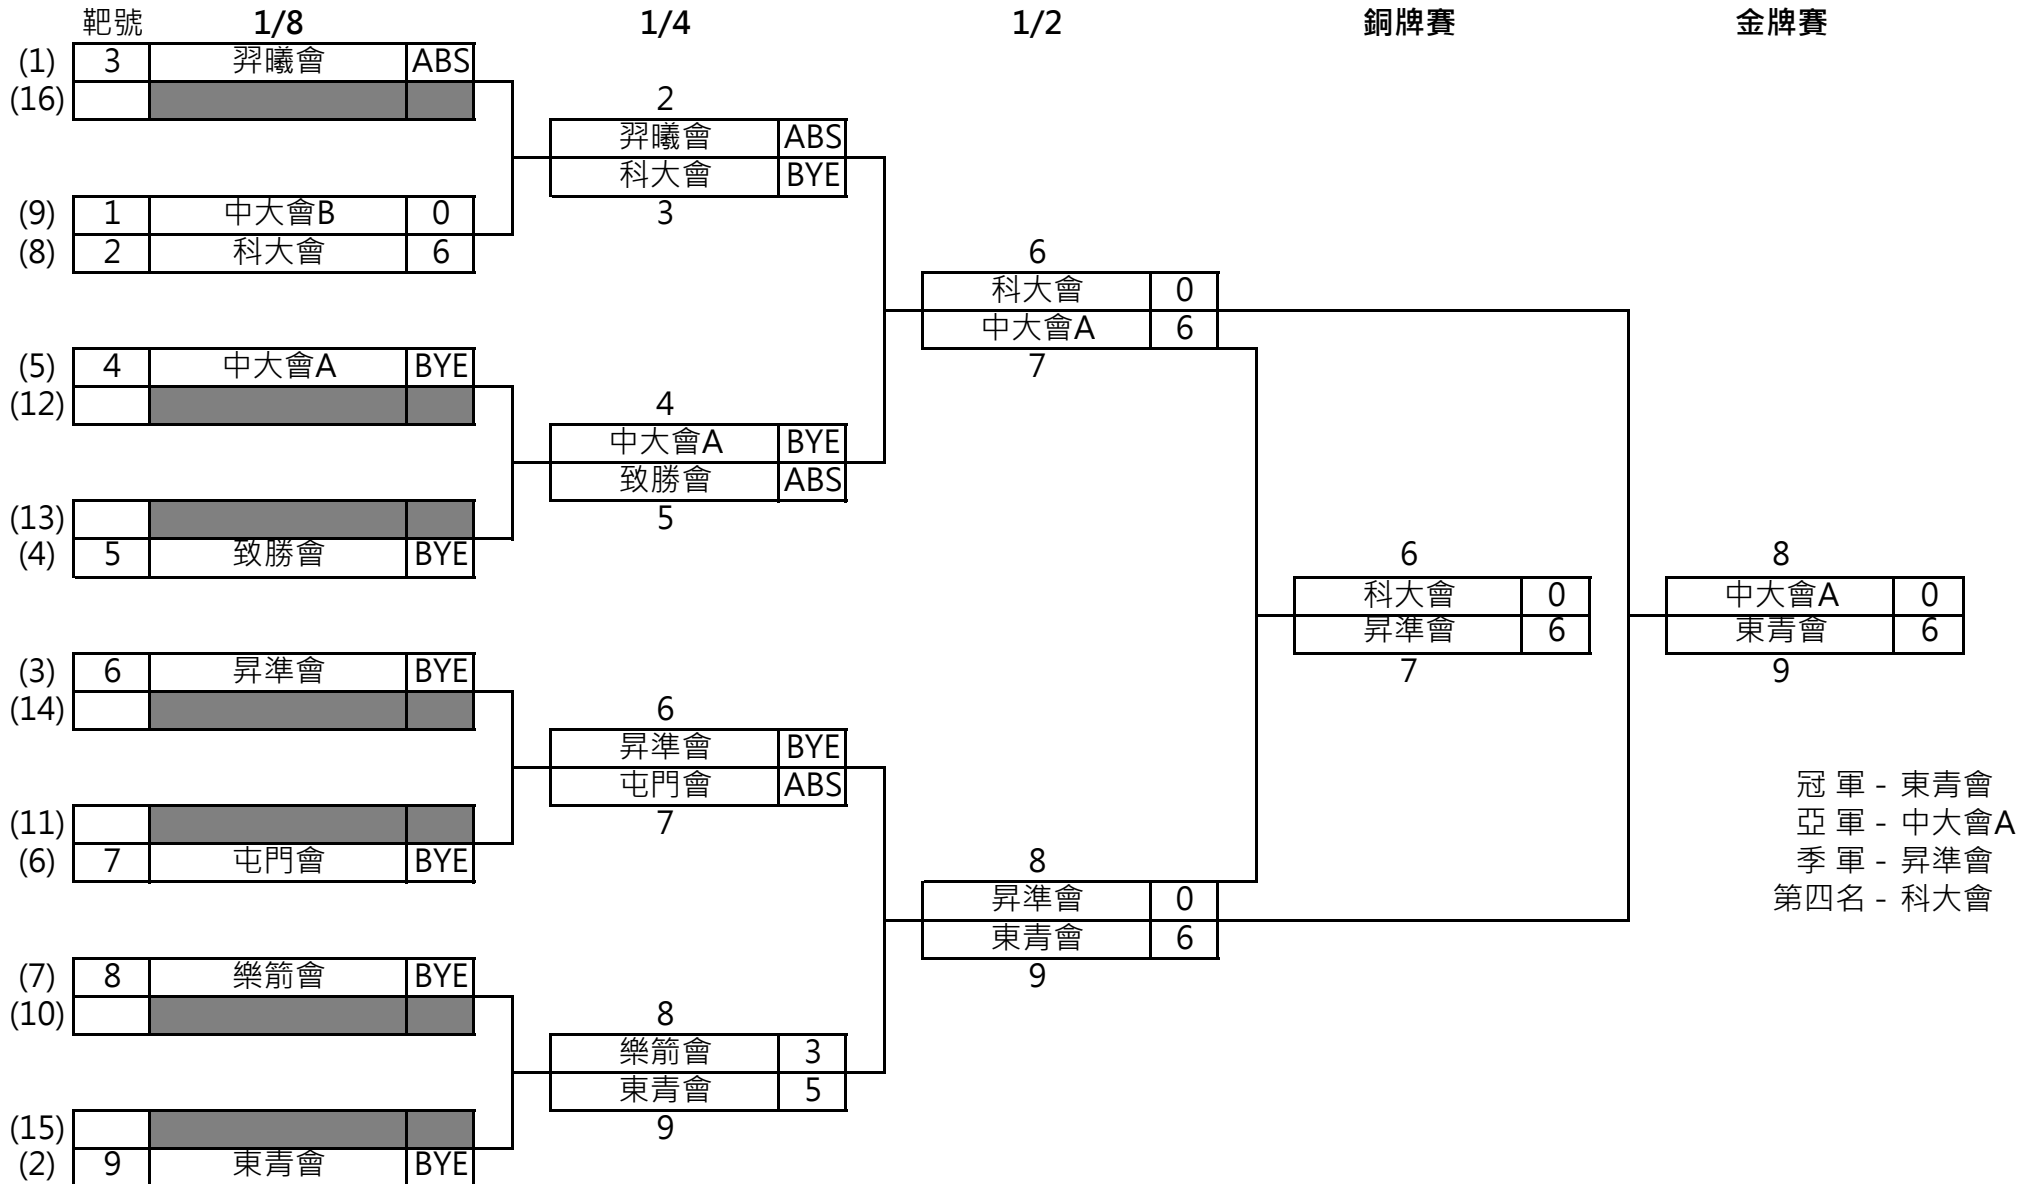 靶號 1/8 1/4 1/2 銅牌賽 金牌賽
(1) 3 羿曦會 ABS
(16) 2
羿曦會 ABS
科大會 BYE
(9) 1 中大會B 0 3
(8) 2 科大會 6 6
科大會 0
中大會A 6
(5) 4 中大會A BYE 7
(12) 4
中大會A BYE
致勝會 ABS
(13) 5
(4) 5 致勝會 BYE 6 8
科大會 0 中大會A 0
昇準會 6 東青會 6
(3) 6 昇準會 BYE 7 9
(14) 6
昇準會 BYE
屯門會 ABS 冠 軍 - 東青會
(11) 7 亞 軍 - 中大會A
(6) 7 屯門會 BYE 8 季 軍 - 昇準會
昇準會 0 第四名 - 科大會
東青會 6
(7) 8 樂箭會 BYE 9
(10) 8
樂箭會 3
東青會 5
(15) 9
(2) 9 東青會 BYE